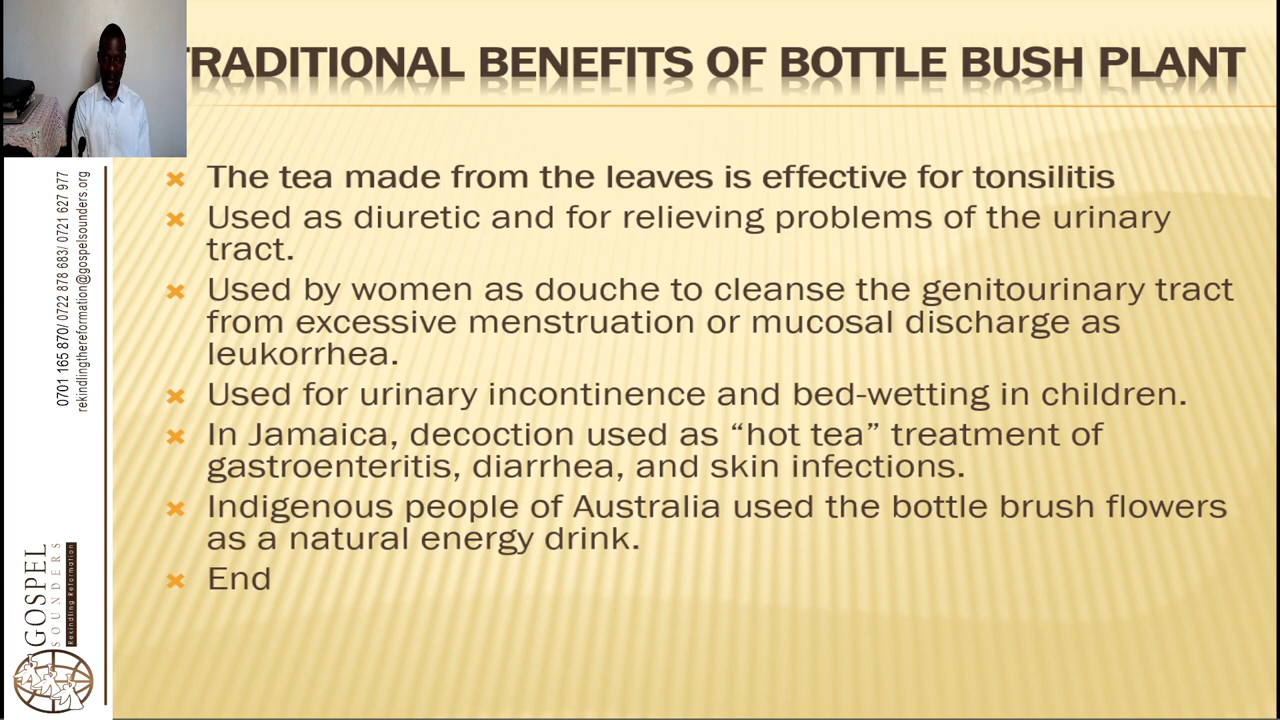 TRADITIONAL BENEFITS OF BOTTLE BUSH PLANT
The tea made from the leaves is effective for tonsilitis
Used as diuretic and for relieving problems of the urinary
tract.
Used by women as douche to cleanse the genitourinary tract
from excessive menstruation or mucosal discharge as
leukorrhea.
Used for urinary incontinence and bed-wetting in children.
In Jamaica, decoction used as “hot tea” treatment of
gastroenteritis, diarrhea, and skin infections.
Indigenous people of Australia used the bottle brush flowers
as a natural energy drink.
End
0701 165 870/ 0722 878 683/ 0721 627 977
rekindlingthereformation@gospelsounders.org
GOSPEL
SOUNDERS
Rekindling Reformation